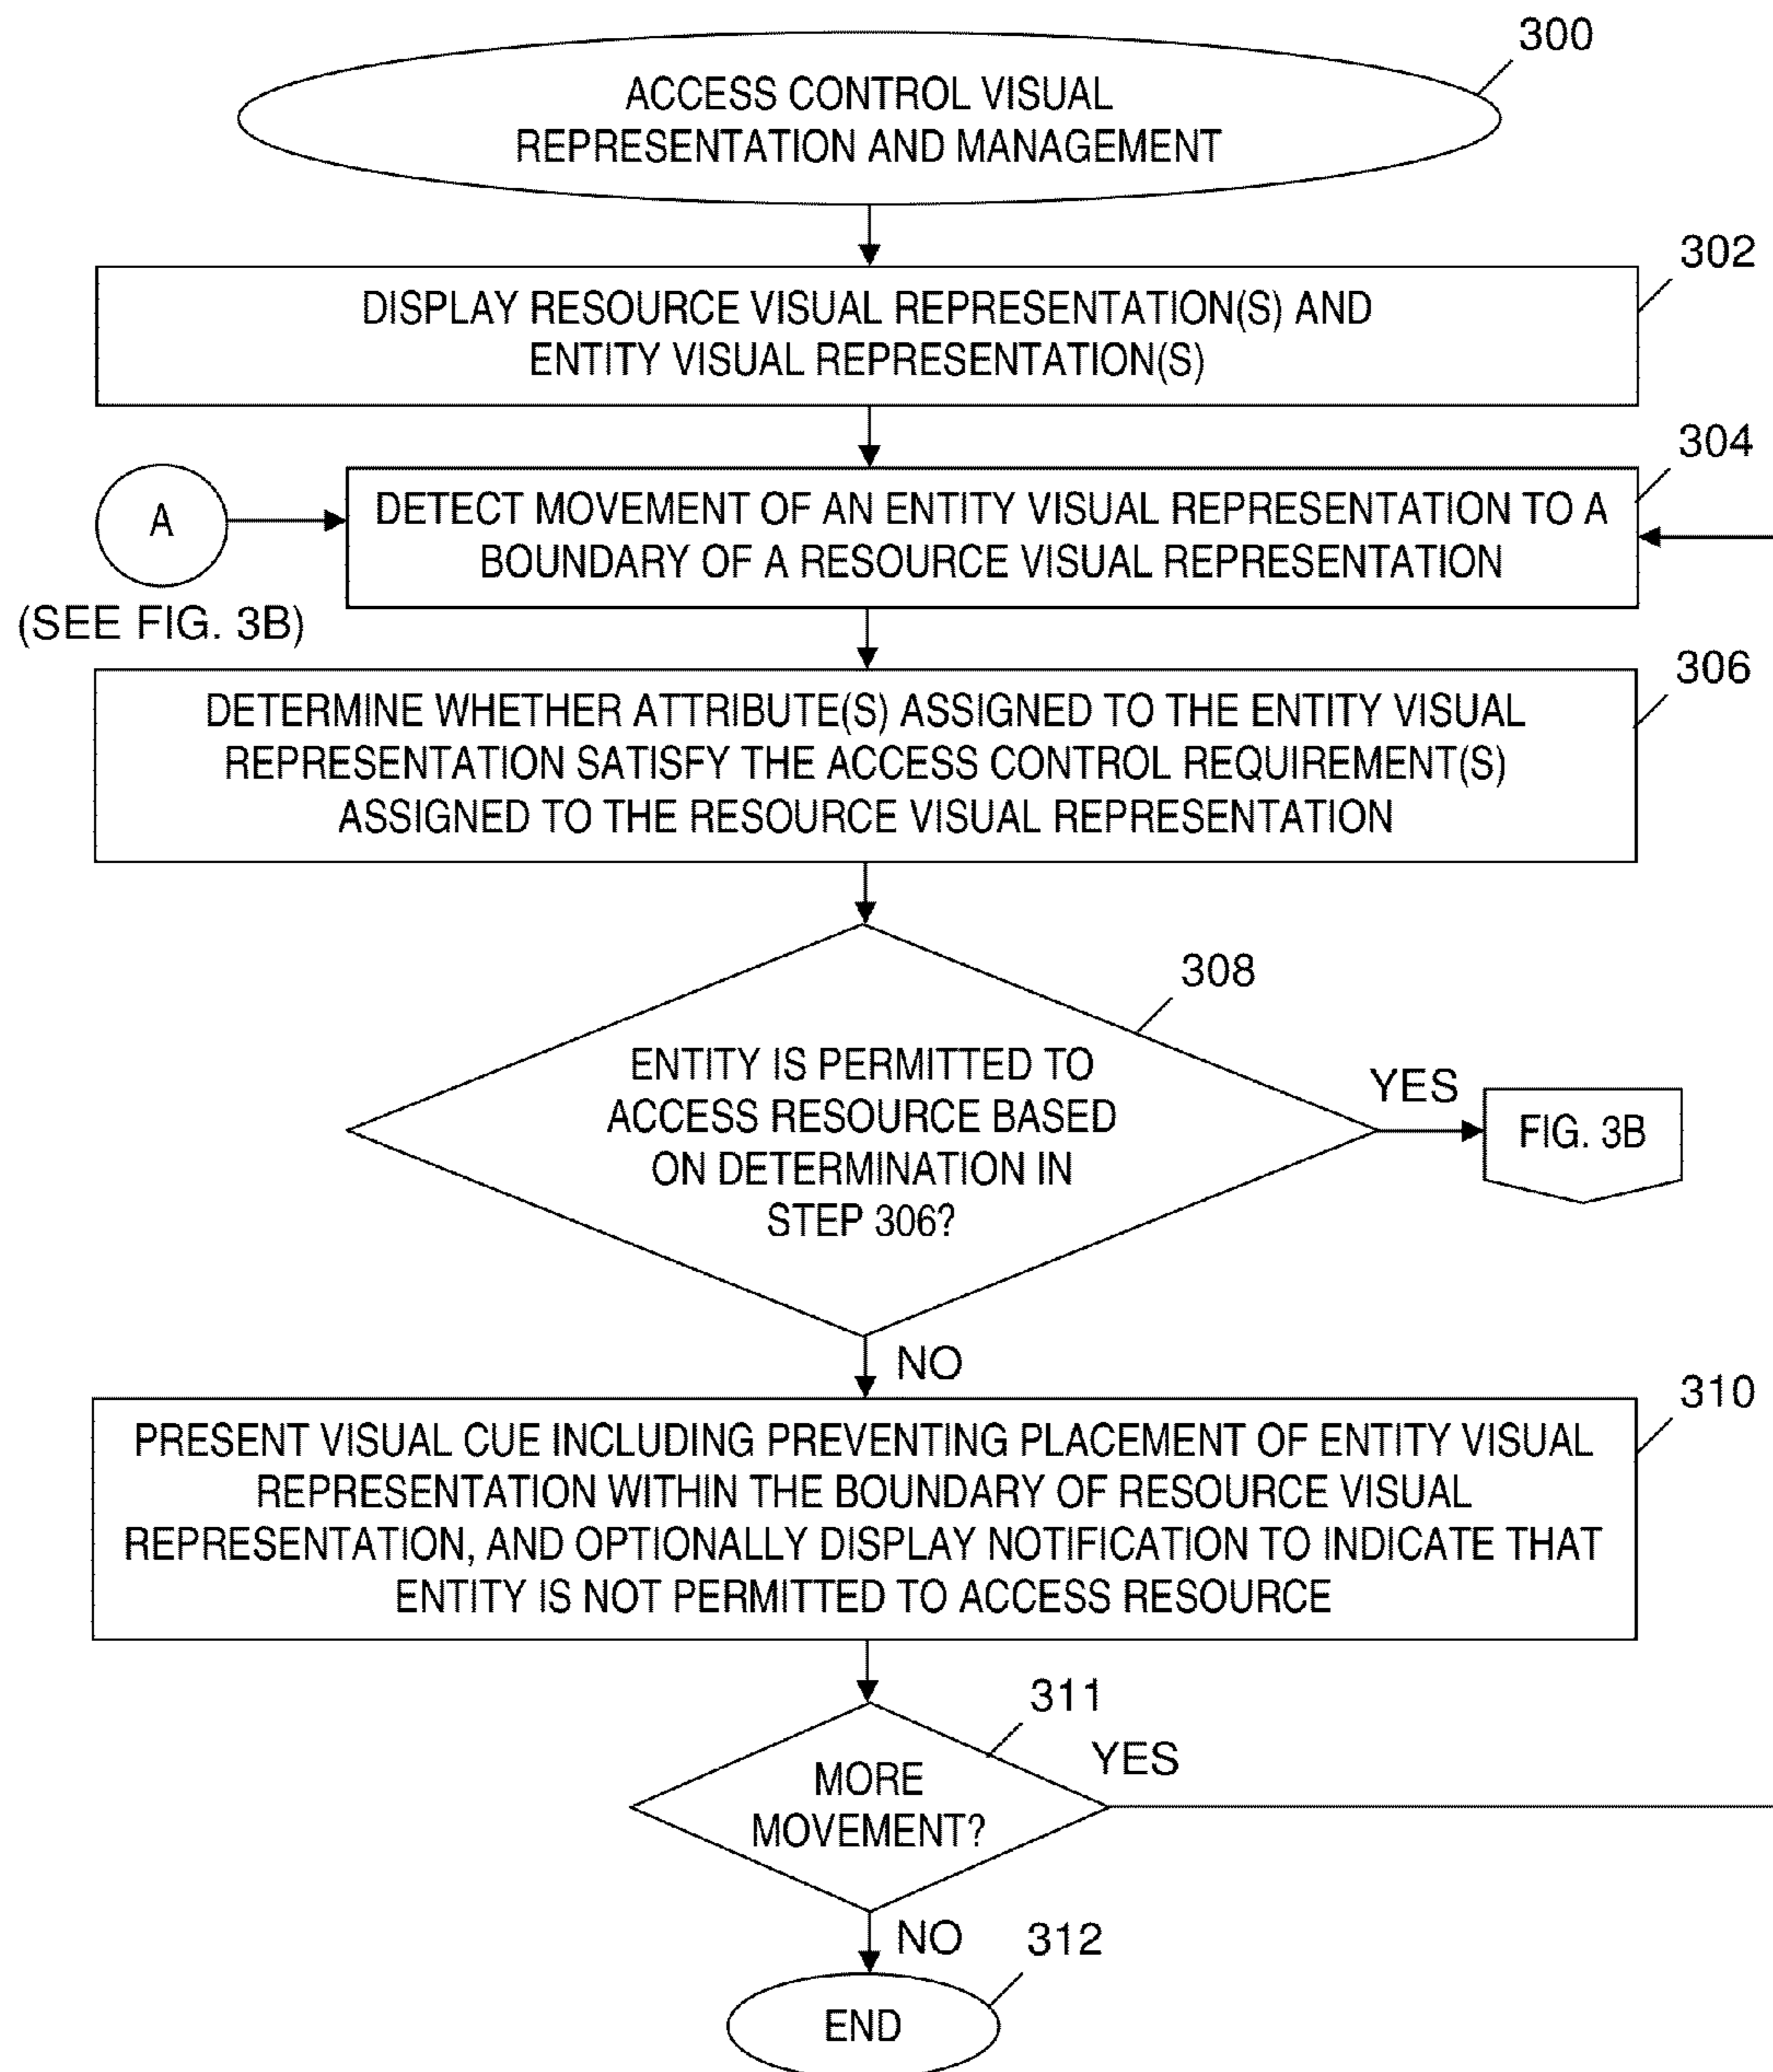 300
ACCESS CONTROL VISUAL
REPRESENTATION AND MANAGEMENT
302
DISPLAY RESOURCE VISUAL REPRESENTATION(S) AND
ENTITY VISUAL REPRESENTATION(S)
304
A
(SEE FIG. 3B)
DETECT MOVEMENT OF AN ENTITY VISUAL REPRESENTATION TO A
BOUNDARY OF A RESOURCE VISUAL REPRESENTATION
306
DETERMINE WHETHER ATTRIBUTE(S) ASSIGNED TO THE ENTITY VISUAL
REPRESENTATION SATISFY THE ACCESS CONTROL REQUIREMENT(S)
ASSIGNED TO THE RESOURCE VISUAL REPRESENTATION
308
ENTITY IS PERMITTED TO
ACCESS RESOURCE BASED
ON DETERMINATION IN
STEP 306?
YES
FIG. 3B
NO
310
PRESENT VISUAL CUE INCLUDING PREVENTING PLACEMENT OF ENTITY VISUAL
REPRESENTATION WITHIN THE BOUNDARY OF RESOURCE VISUAL
REPRESENTATION, AND OPTIONALLY DISPLAY NOTIFICATION TO INDICATE THAT
ENTITY IS NOT PERMITTED TO ACCESS RESOURCE
311
MORE
MOVEMENT?
YES
NO
312
END